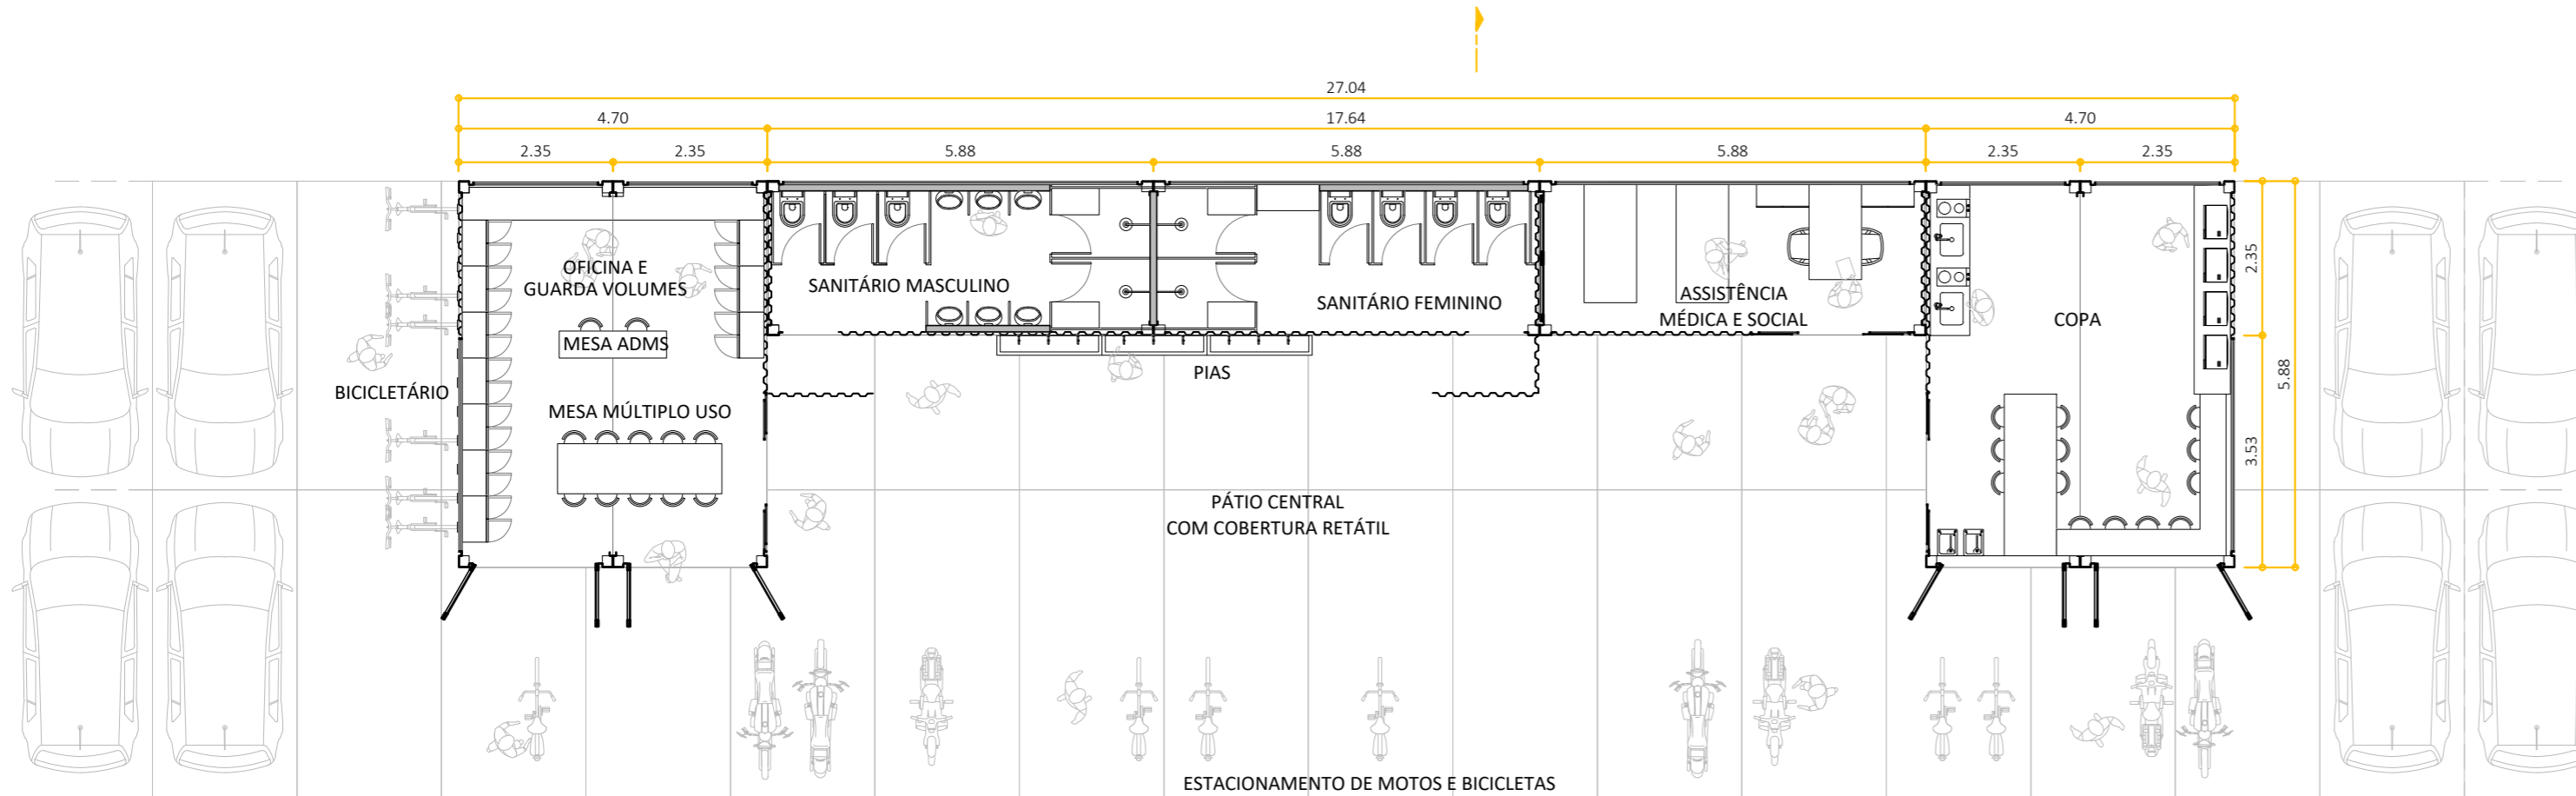 27.04
4.70
17.64
4.70
2.35
2.35
5.88
5.88
5.88
2.35
2.35
OFICINA E
GUARDA VOLUMES
SANITÁRIO MASCULINO
SANITÁRIO FEMININO
ASSISTÊNCIA
MÉDICA E SOCIAL
COPA
2.35
5.88
3.53
MESA ADMS
PIAS
BICICLETÁRIO
MESA MÚLTIPLO USO
PÁTIO CENTRAL
COM COBERTURA RETÁTIL
ESTACIONAMENTO DE MOTOS E BICICLETAS